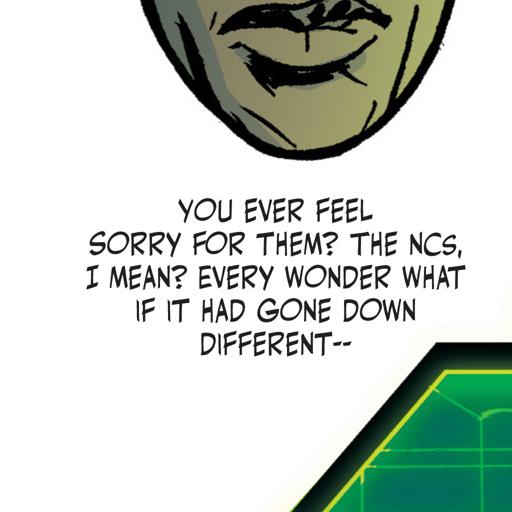 YOU EVER FEEL
SORRY FOR THEM? THE NCS,
I MEAN? EVERY WONDER WHAT
IF IT HAD GONE DOWN
DIFFERENT--